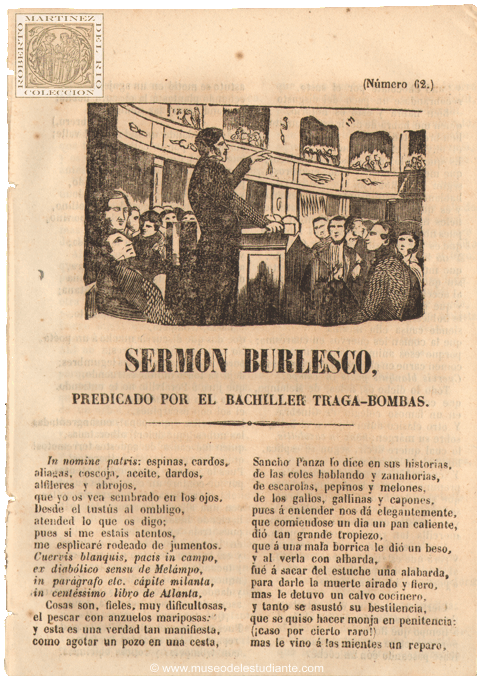 ROBERTO MARTINEZ DEL RIO
COLECCION
(Número 62.)
SERMON BURLESCO,
PREDICADO POR EL BACHILLER TRAGA-BOMBAS.
In nomine patris: espinas, cardos,
aliagas, coscoja, aceite, dardos,
alfileres y abrojos,
que yo os vea sembrado en los ojos.
Desde el tustús al ombligo,
atended lo que os digo;
pues si me estais atentos,
me esplicaré rodeado de jumentos.
Cuervis blanquis, pacis in campo,
ex diabólico sensu de Melámpo,
in parágrafo etc. cápite milanta,
in centéssimo libro de Atlanta.
Cosas son, fieles, muy dificultosas,
el pescar con anzuelos mariposas:
y esta es una verdad tan manifiesta,
como agotar un pozo en una cesta,
Sancho Panza lo dice en sus historias,
de las coles hablando y zanahorias,
de escarolas, pepinos y melones,
de los gallos, gallinas y capones,
pues á entender nos dá elegantemente,
que comiendose un dia un pan caliente,
dió tan grande tropiezo,
que á una mala borrica le dió un beso,
y al verla con albarda,
fué á sacar del estuche una alabarda,
para darle la muerte airado y fiero,
mas le detuvo un calvo cocinero,
y tanto se asustó su bestilencia,
que se quiso hacer monja en penitencia:
(¡caso por cierto raro!)
mas le vino á las mientes un reparo,
© www.museodelestudiante.com